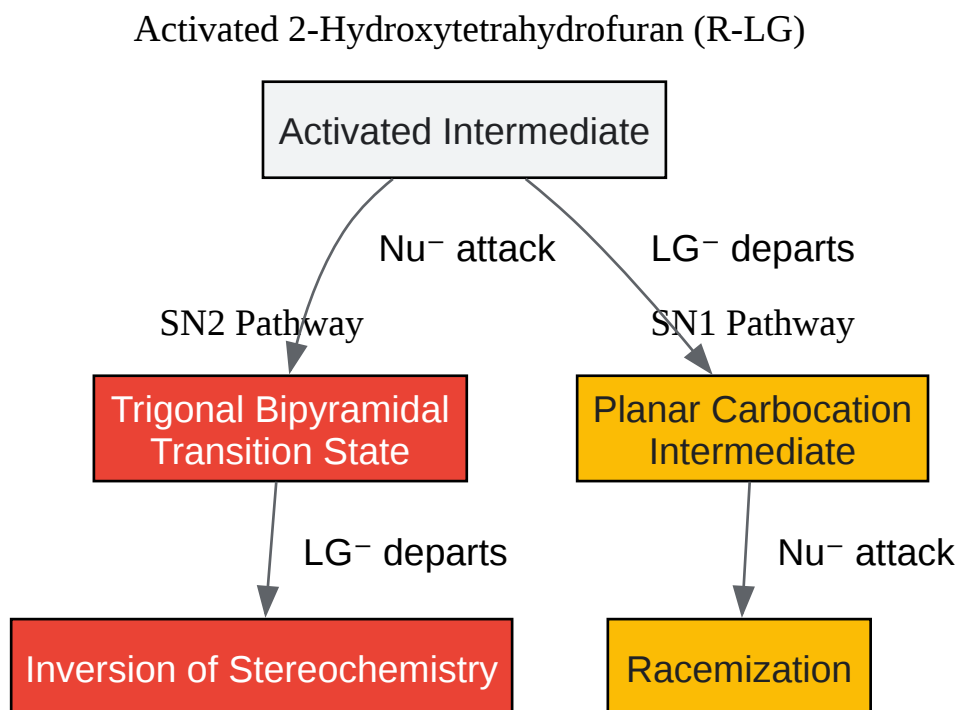 Activated 2-Hydroxytetrahydrofuran (R-LG)
Activated Intermediate
Nu⁻ attack
LG⁻ departs
SN2 Pathway
SN1 Pathway
Trigonal Bipyramidal
Transition State
Planar Carbocation
Intermediate
LG⁻ departs
Nu⁻ attack
Inversion of Stereochemistry
Racemization